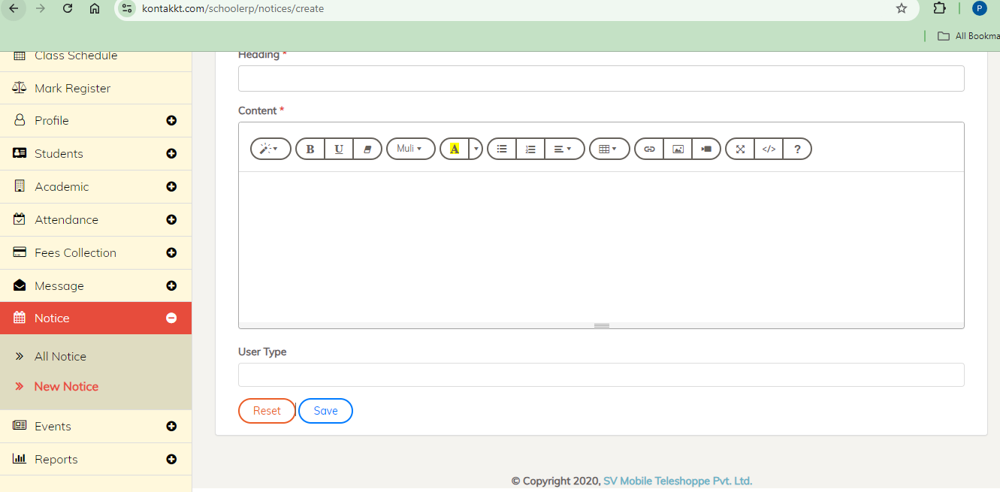 kontakkt.com/schoolerp/notices/create
P
All Bookma
Class Schedule
Mark Register
Profile
Students
Academic
Attendance
Fees Collection
Message
Notice
All Notice
New Notice
Events
Reports
Heading *
Content *
B U Muli A </> ?
User Type
Reset Save
© Copyright 2020, SV Mobile Teleshoppe Pvt. Ltd.